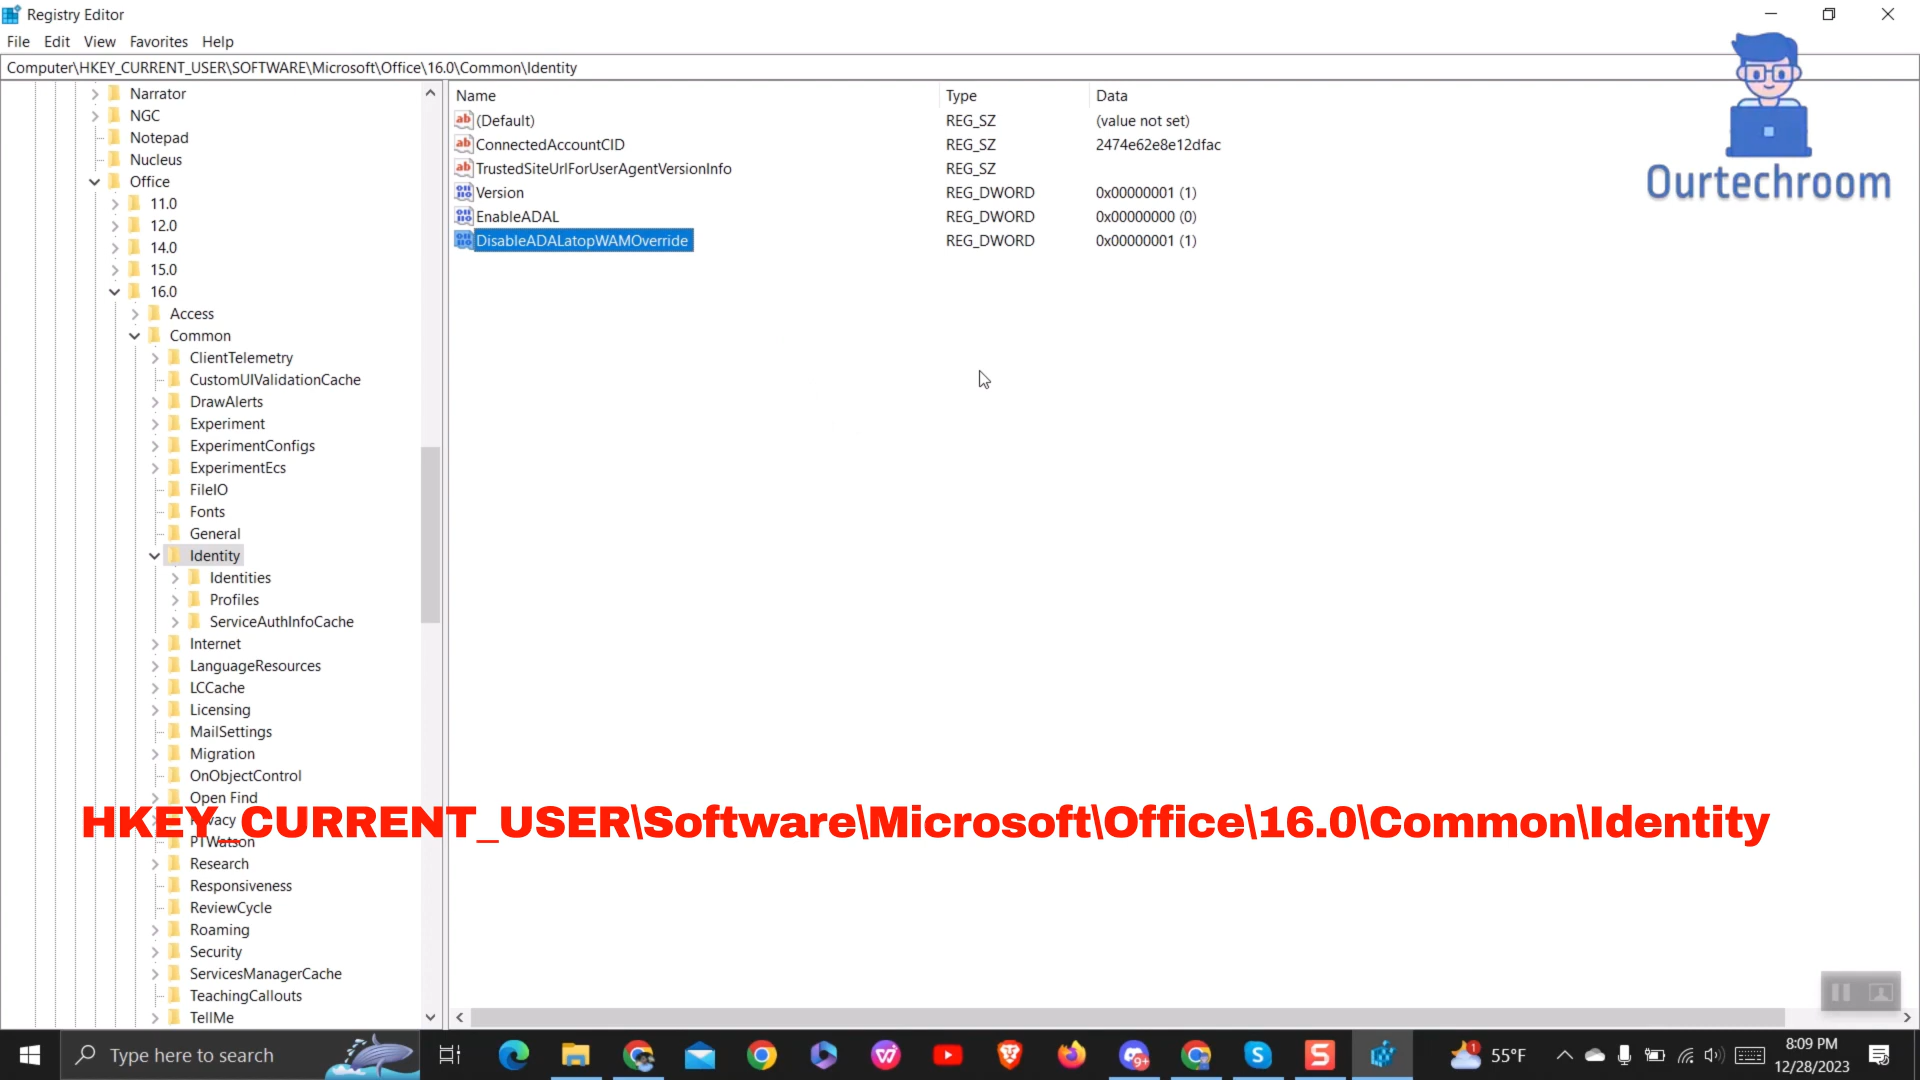 Registry Editor
File Edit View Favorites Help
Computer\HKEY_CURRENT_USER\SOFTWARE\Microsoft\Office\16.0\Common\Identity
Narrator
NGC
Notepad
Nucleus
Office
11.0
12.0
14.0
15.0
16.0
Access
Common
ClientTelemetry
CustomUIValidationCache
DrawAlerts
Experiment
ExperimentConfigs
ExperimentEcs
FileIO
Fonts
General
Identity
Identities
Profiles
ServiceAuthInfoCache
Internet
LanguageResources
LCCache
Licensing
MailSettings
Migration
OnObjectControl
Open Find
PTWatson
Research
Responsiveness
ReviewCycle
Roaming
Security
ServicesManagerCache
TeachingCallouts
TellMe
Name Type Data
(Default) REG_SZ (value not set)
ConnectedAccountCID REG_SZ 2474e62e8e12dfac
TrustedSiteUrlForUserAgentVersionInfo REG_SZ
Version REG_DWORD 0x00000001 (1)
EnableADAL REG_DWORD 0x00000000 (0)
DisableADALatopWAMOverride REG_DWORD 0x00000001 (1)
Ourtechroom
HKEY_CURRENT_USER\Software\Microsoft\Office\16.0\Common\Identity
Type here to search
9+
1
55°F
8:09 PM
12/28/2023